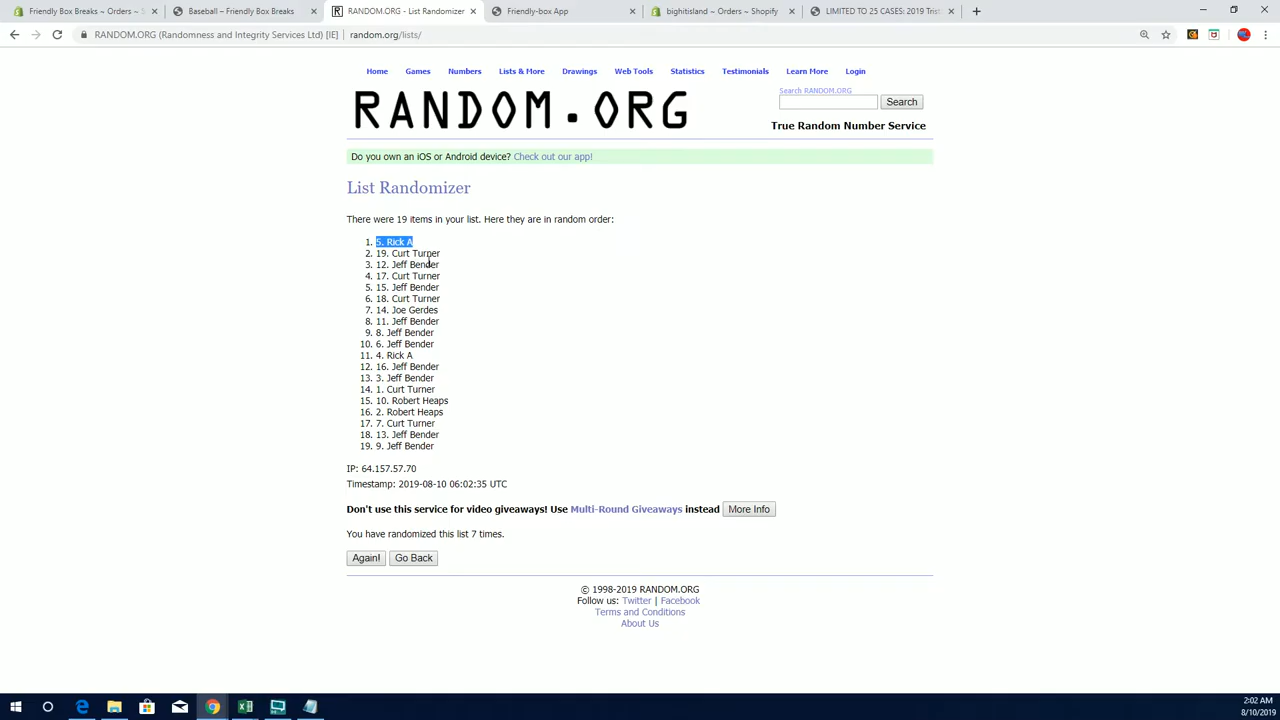 Friendly Box Breaks ~ Orders ~ S
Baseball – Friendly Box Breaks
RANDOM.ORG - List Randomizer
Friendly-box App
bightisland ~ Orders ~ Shopify
LIMITED TO 25 CASES: 2019 Trist
RANDOM.ORG (Randomness and Integrity Services Ltd) [IE] | random.org/lists/
Home Games Numbers Lists & More Drawings Web Tools Statistics Testimonials Learn More Login
RANDOM.ORG
Search RANDOM.ORG
Search
True Random Number Service
Do you own an iOS or Android device? Check out our app!
List Randomizer
There were 19 items in your list. Here they are in random order:
1. 5. Rick A
2. 19. Curt Turner
3. 12. Jeff Bender
4. 17. Curt Turner
5. 15. Jeff Bender
6. 18. Curt Turner
7. 14. Joe Gerdes
8. 11. Jeff Bender
9. 8. Jeff Bender
10. 6. Jeff Bender
11. 4. Rick A
12. 16. Jeff Bender
13. 3. Jeff Bender
14. 1. Curt Turner
15. 10. Robert Heaps
16. 2. Robert Heaps
17. 7. Curt Turner
18. 13. Jeff Bender
19. 9. Jeff Bender
IP: 64.157.57.70
Timestamp: 2019-08-10 06:02:35 UTC
Don't use this service for video giveaways! Use Multi-Round Giveaways instead More Info
You have randomized this list 7 times.
Again! Go Back
© 1998-2019 RANDOM.ORG
Follow us: Twitter | Facebook
Terms and Conditions
About Us
2:02 AM
8/10/2019